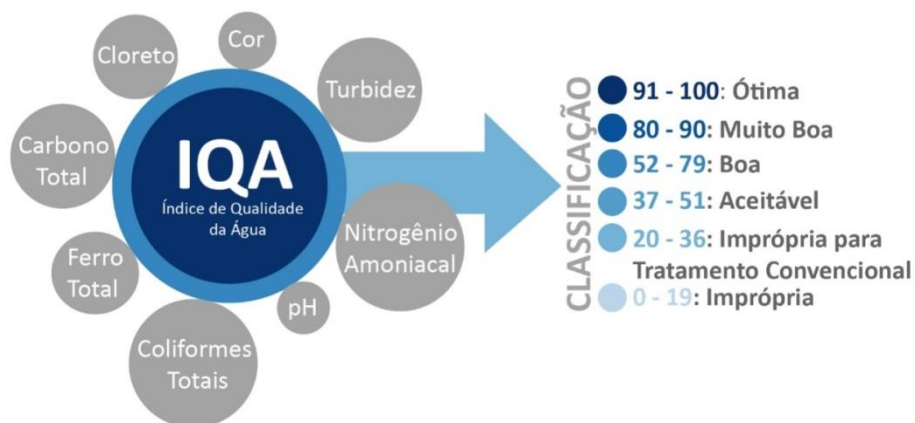 Cor
Cloreto
Turbidez
Carbono
Total
IQA
Índice de Qualidade
da Água
Nitrogênio
Amoniacal
Ferro
Total
pH
Coliformes
Totais
CLASSIFICAÇÃO
91 - 100: Ótima
80 - 90: Muito Boa
52 - 79: Boa
37 - 51: Aceitável
20 - 36: Imprópria para
Tratamento Convencional
0 - 19: Imprópria